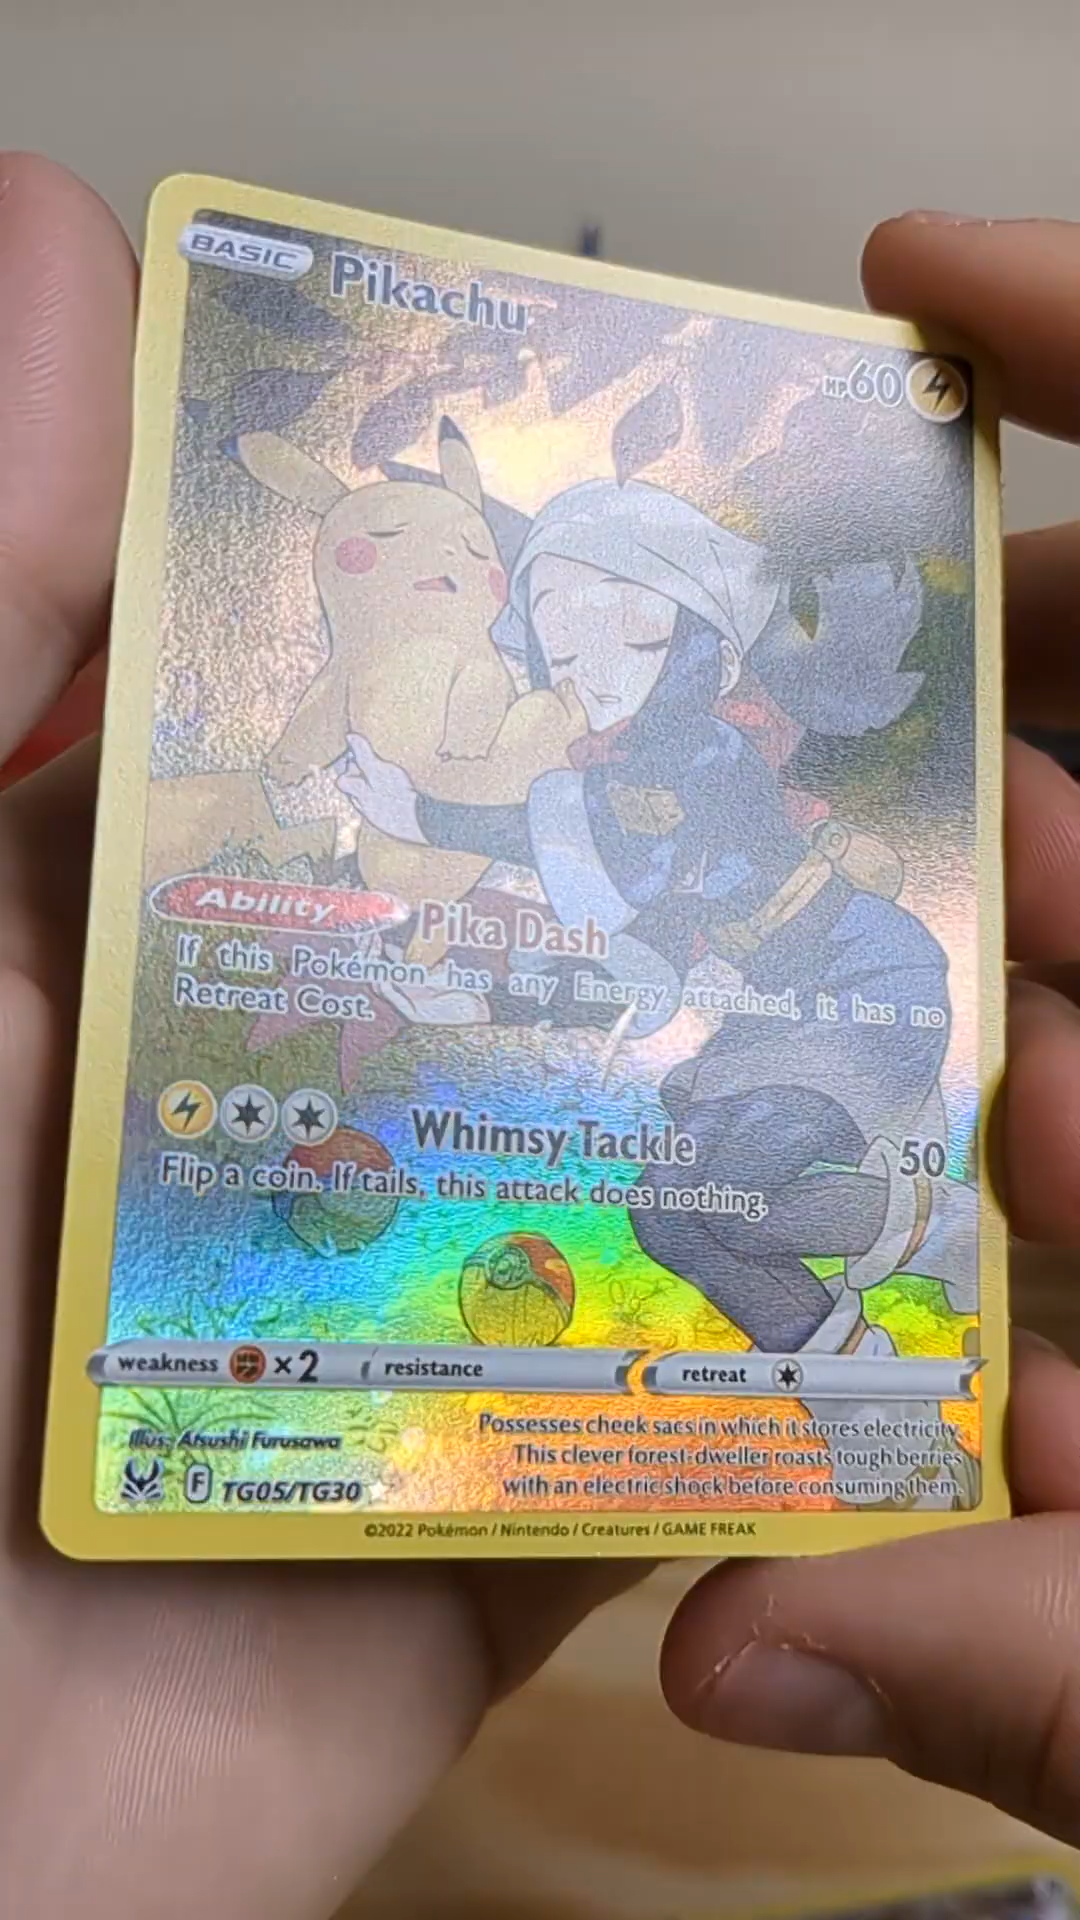 BASIC Pikachu
HP60
Ability Pika Dash
If this Pokémon has any Energy attached, it has no
Retreat Cost.
Whimsy Tackle 50
Flip a coin. If tails, this attack does nothing.
weakness ×2 resistance retreat
Illus. Atsushi Furusawa
F TG05/TG30
Possesses cheek sacs in which it stores electricity.
This clever forest-dweller roasts tough berries
with an electric shock before consuming them.
©2022 Pokémon / Nintendo / Creatures / GAME FREAK